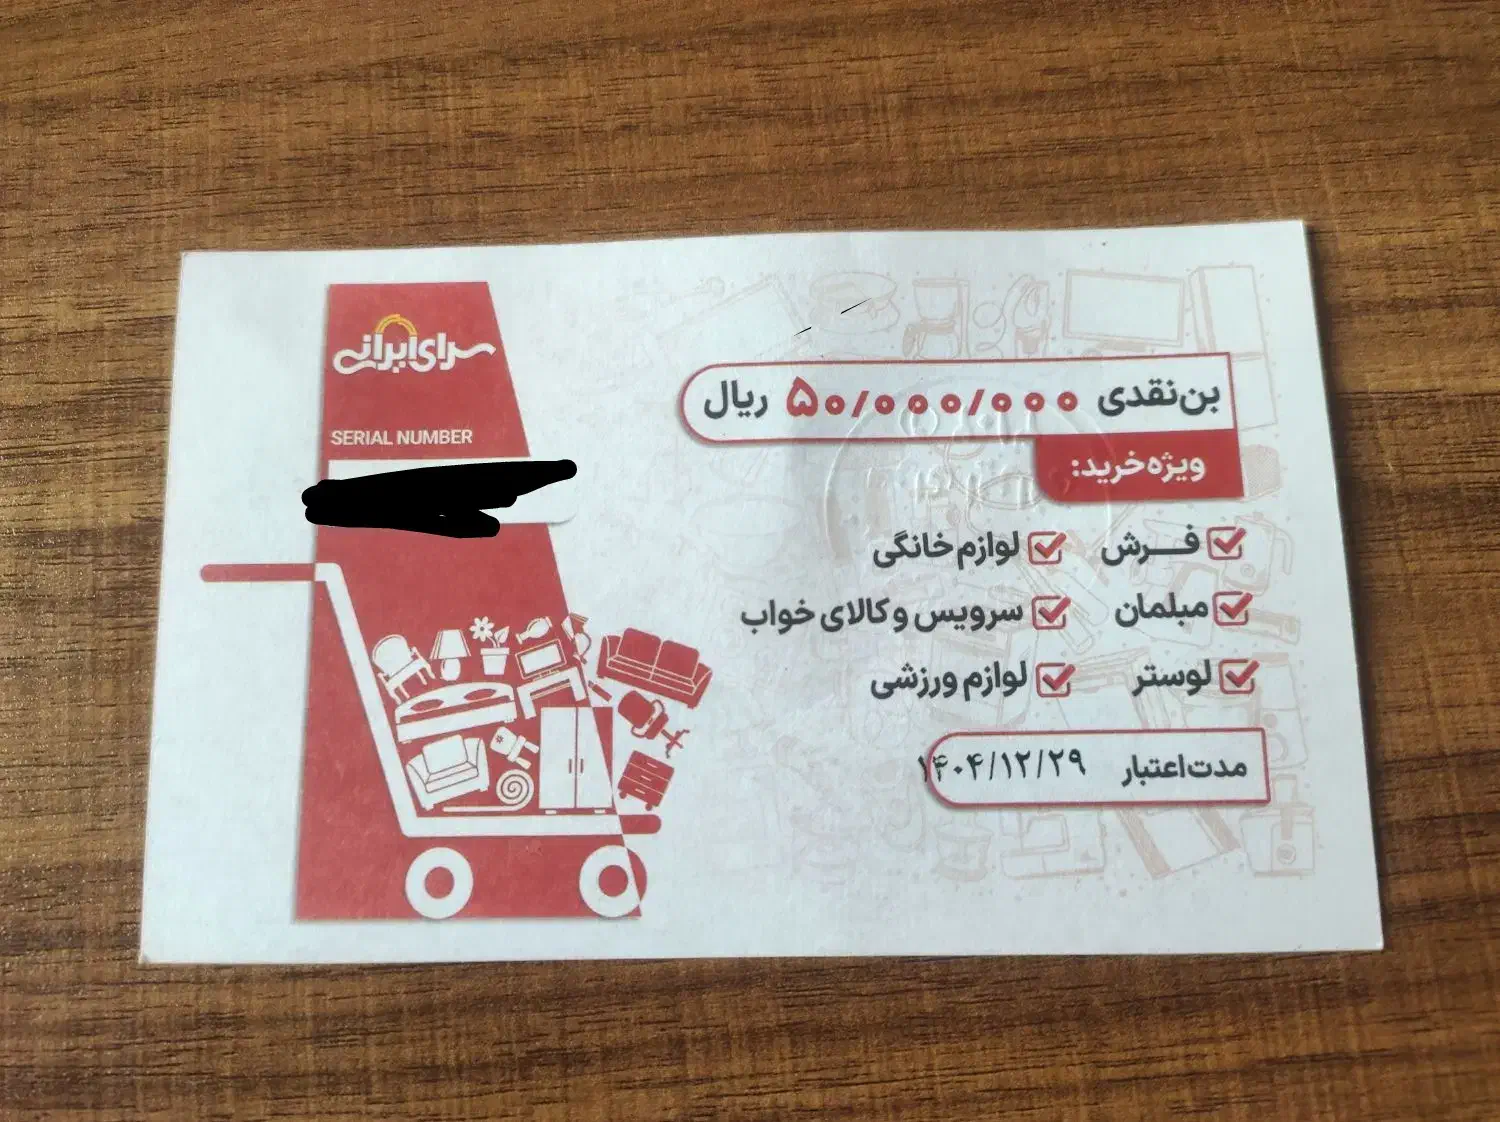 سرای ایرانی
SERIAL NUMBER
بن نقدی ۵۰/۰۰۰/۰۰۰ ریال
ویژه خرید:
فـــرش لوازم خانگی
مبلمان سرویس و کالای خواب
لوستر لوازم ورزشی
مدت اعتبار ۱۴۰۴/۱۲/۲۹